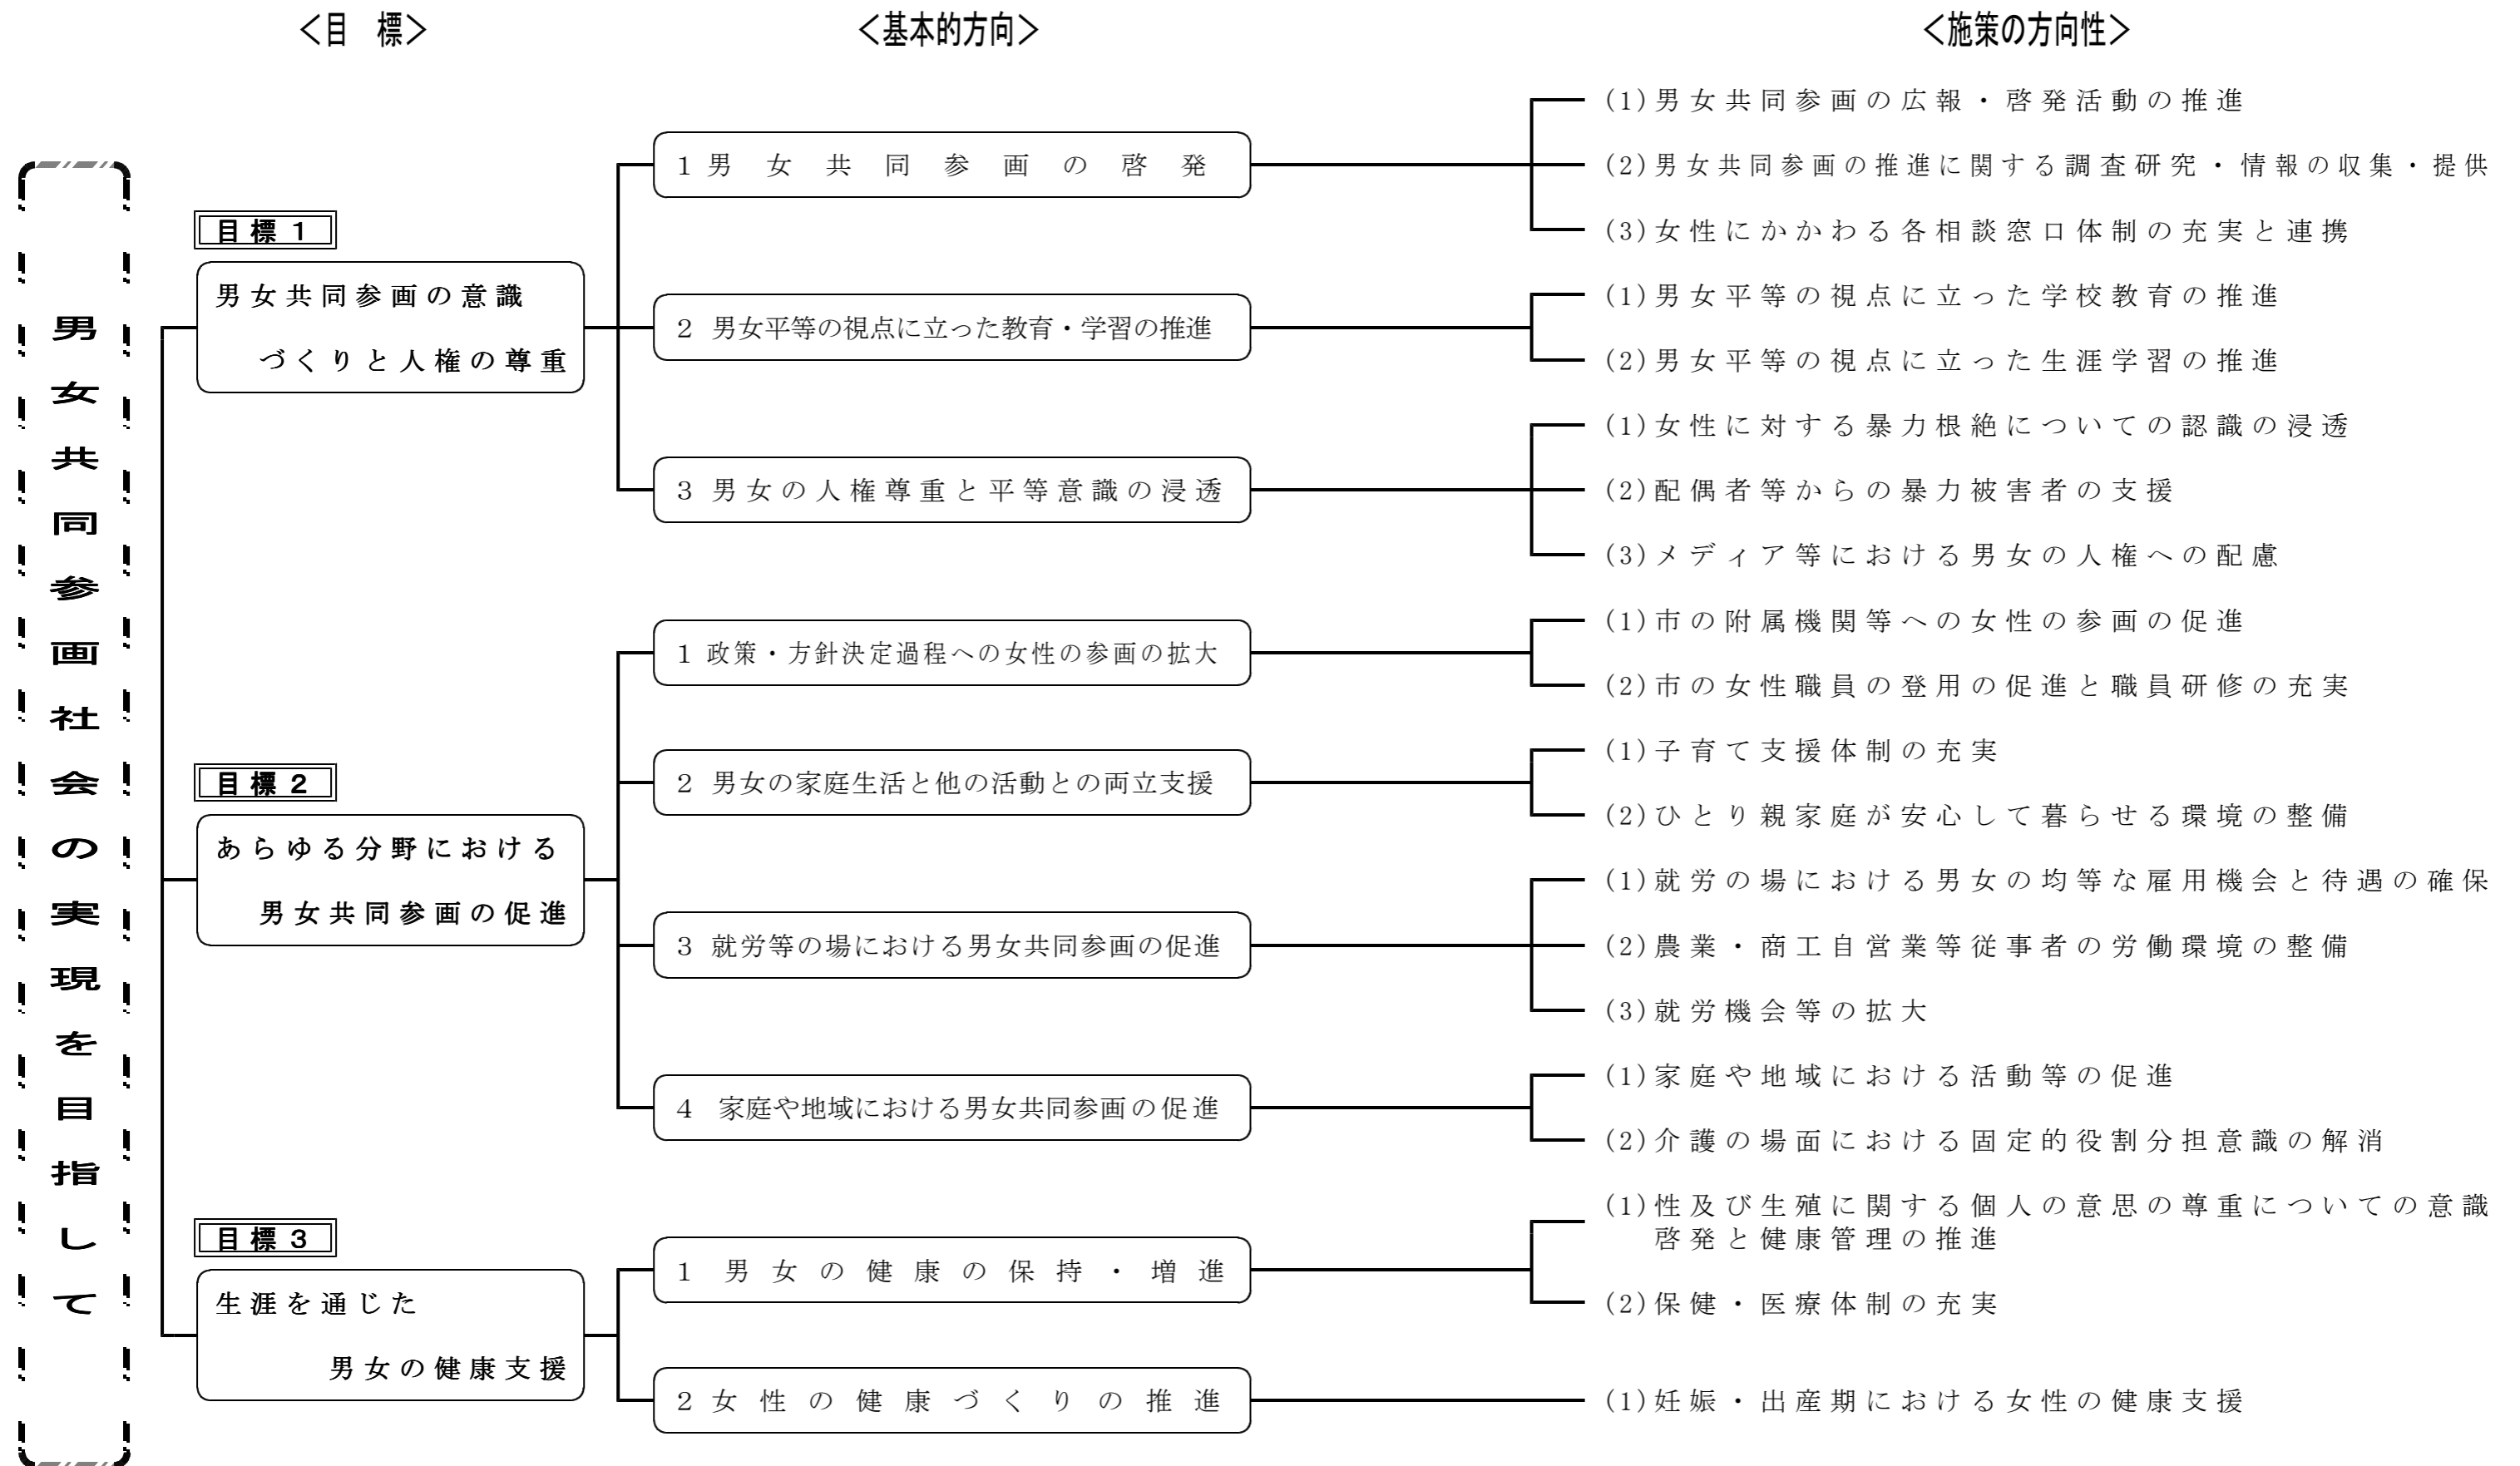 ＜目　標＞
＜基本的方向＞
＜施策の方向性＞
男女共同参画社会の実現を目指して
目標１
男女共同参画の意識
づくりと人権の尊重
1 男女共同参画の啓発
(1)男女共同参画の広報・啓発活動の推進
(2)男女共同参画の推進に関する調査研究・情報の収集・提供
(3)女性にかかわる各相談窓口体制の充実と連携
2 男女平等の視点に立った教育・学習の推進
(1)男女平等の視点に立った学校教育の推進
(2)男女平等の視点に立った生涯学習の推進
3 男女の人権尊重と平等意識の浸透
(1)女性に対する暴力根絶についての認識の浸透
(2)配偶者等からの暴力被害者の支援
(3)メディア等における男女の人権への配慮
目標２
あらゆる分野における
男女共同参画の促進
1 政策・方針決定過程への女性の参画の拡大
(1)市の附属機関等への女性の参画の促進
(2)市の女性職員の登用の促進と職員研修の充実
2 男女の家庭生活と他の活動との両立支援
(1)子育て支援体制の充実
(2)ひとり親家庭が安心して暮らせる環境の整備
3 就労等の場における男女共同参画の促進
(1)就労の場における男女の均等な雇用機会と待遇の確保
(2)農業・商工自営業等従事者の労働環境の整備
(3)就労機会等の拡大
4 家庭や地域における男女共同参画の促進
(1)家庭や地域における活動等の促進
(2)介護の場面における固定的役割分担意識の解消
目標３
生涯を通じた
男女の健康支援
1 男女の健康の保持・増進
(1)性及び生殖に関する個人の意思の尊重についての意識
啓発と健康管理の推進
(2)保健・医療体制の充実
2 女性の健康づくりの推進
(1)妊娠・出産期における女性の健康支援